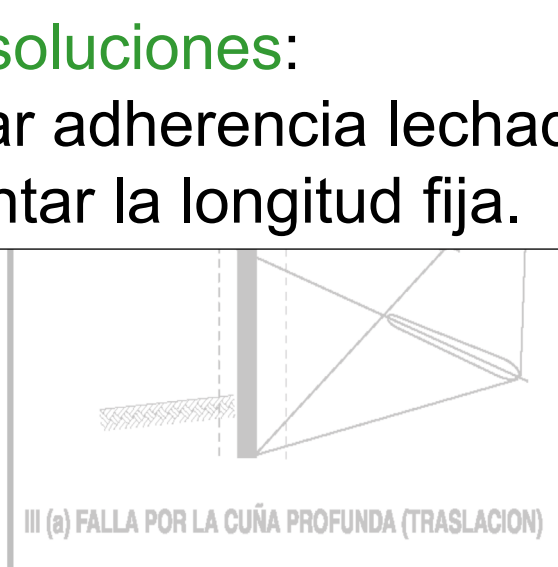 soluciones:
ar adherencia lechad
ntar la longitud fija.
III (a) FALLA POR LA CUÑA PROFUNDA (TRASLACION)